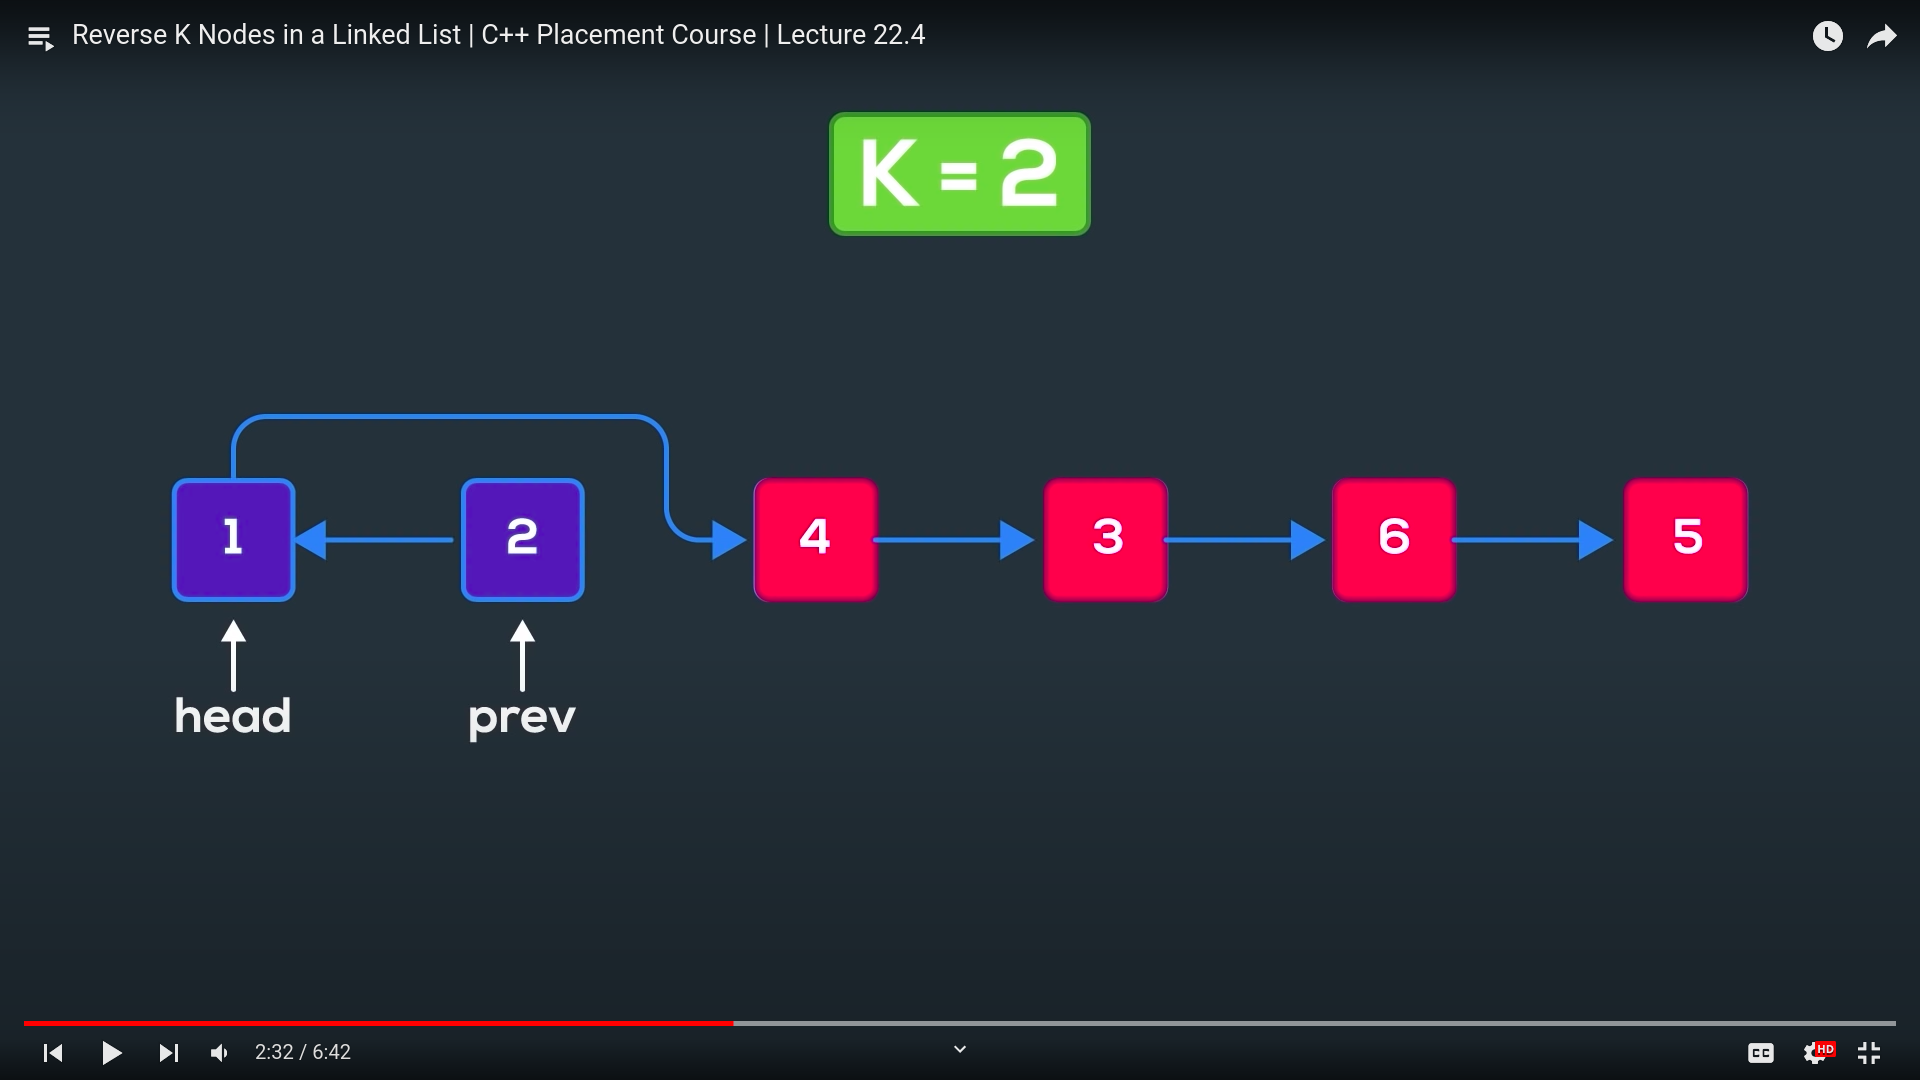 Reverse K Nodes in a Linked List | C++ Placement Course | Lecture 22.4
K = 2
1 2 4 3 6 5
head prev
2:32 / 6:42
CC HD